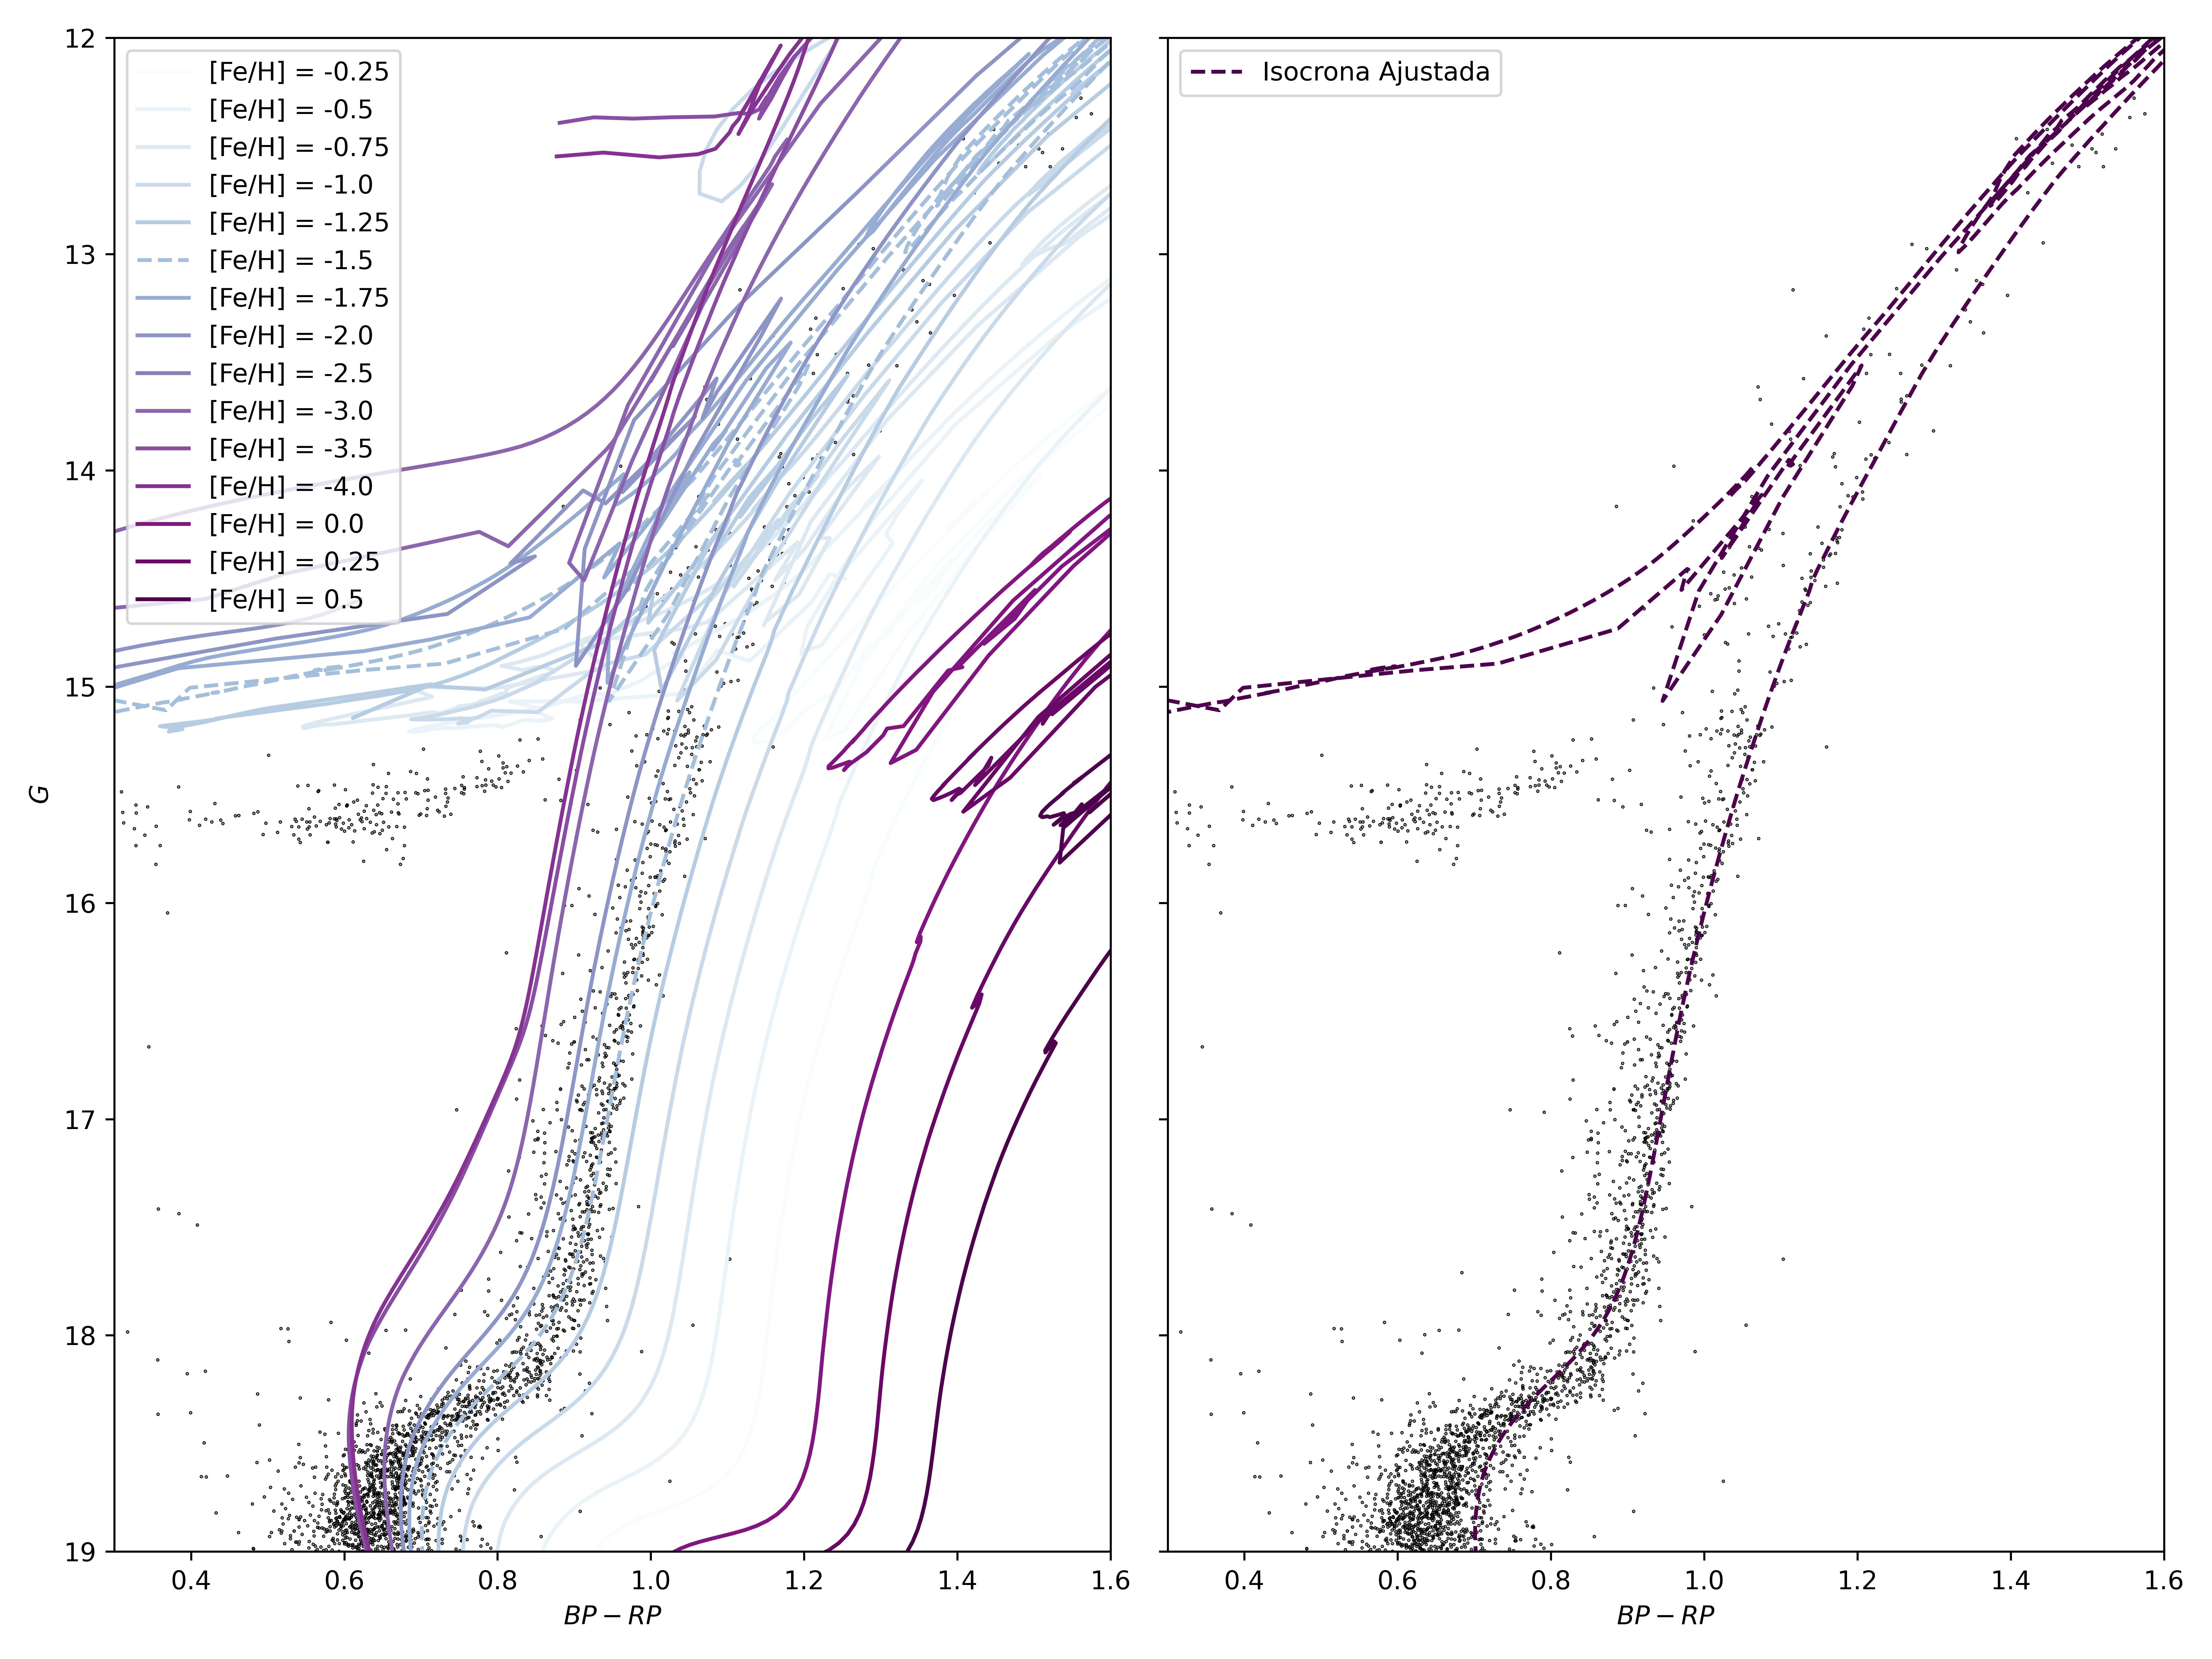 12
13
14
15
16
17
18
19
G
[Fe/H] = -0.25
[Fe/H] = -0.5
[Fe/H] = -0.75
[Fe/H] = -1.0
[Fe/H] = -1.25
[Fe/H] = -1.5
[Fe/H] = -1.75
[Fe/H] = -2.0
[Fe/H] = -2.5
[Fe/H] = -3.0
[Fe/H] = -3.5
[Fe/H] = -4.0
[Fe/H] = 0.0
[Fe/H] = 0.25
[Fe/H] = 0.5
0.4 0.6 0.8 1.0 1.2 1.4 1.6
BP − RP
Isocrona Ajustada
0.4 0.6 0.8 1.0 1.2 1.4 1.6
BP − RP